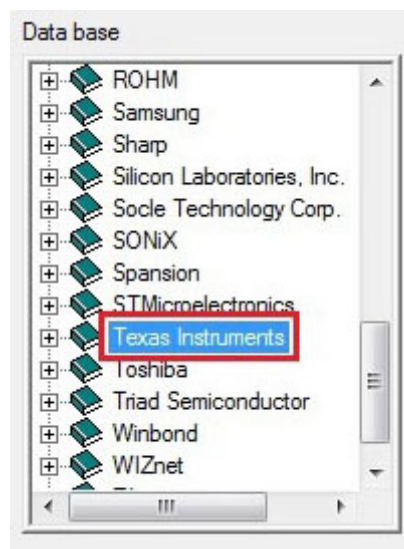 Data base
ROHM
Samsung
Sharp
Silicon Laboratories, Inc.
Socle Technology Corp.
SONiX
Spansion
STMicroelectronics
Texas Instruments
Toshiba
Triad Semiconductor
Winbond
WIZnet